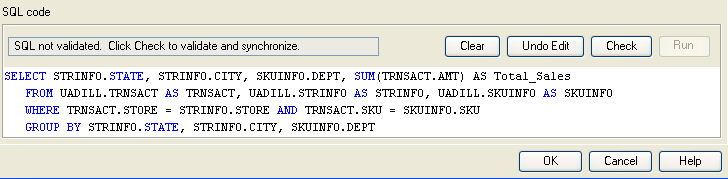 SQL code
SQL not validated.  Click Check to validate and synchronize.
Clear
Undo Edit
Check
Run
SELECT STRINFO.STATE, STRINFO.CITY, SKUINFO.DEPT, SUM(TRNSACT.AMT) AS Total_Sales
FROM UADILL.TRNSACT AS TRNSACT, UADILL.STRINFO AS STRINFO, UADILL.SKUINFO AS SKUINFO
WHERE TRNSACT.STORE = STRINFO.STORE AND TRNSACT.SKU = SKUINFO.SKU
GROUP BY STRINFO.STATE, STRINFO.CITY, SKUINFO.DEPT
OK
Cancel
Help